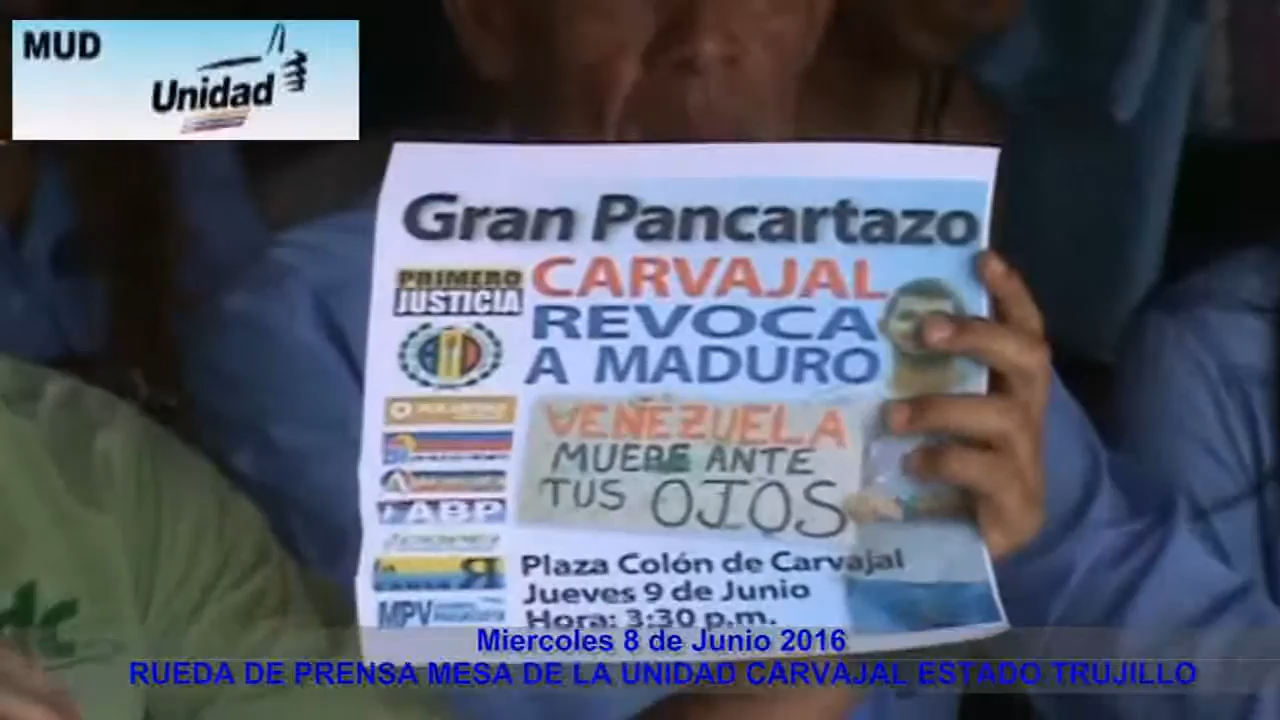 MUD
Unidad
Gran Pancartazo
PRIMERO
JUSTICIA
CARVAJAL
REVOCA
A MADURO
AD
VENEZUELA
MUERE ANTE
TUS OJOS
ABP
MPV
Plaza Colón de Carvajal
Jueves 9 de Junio
Hora: 3:30 p.m.
Miercoles 8 de Junio 2016
RUEDA DE PRENSA MESA DE LA UNIDAD CARVAJAL ESTADO TRUJILLO